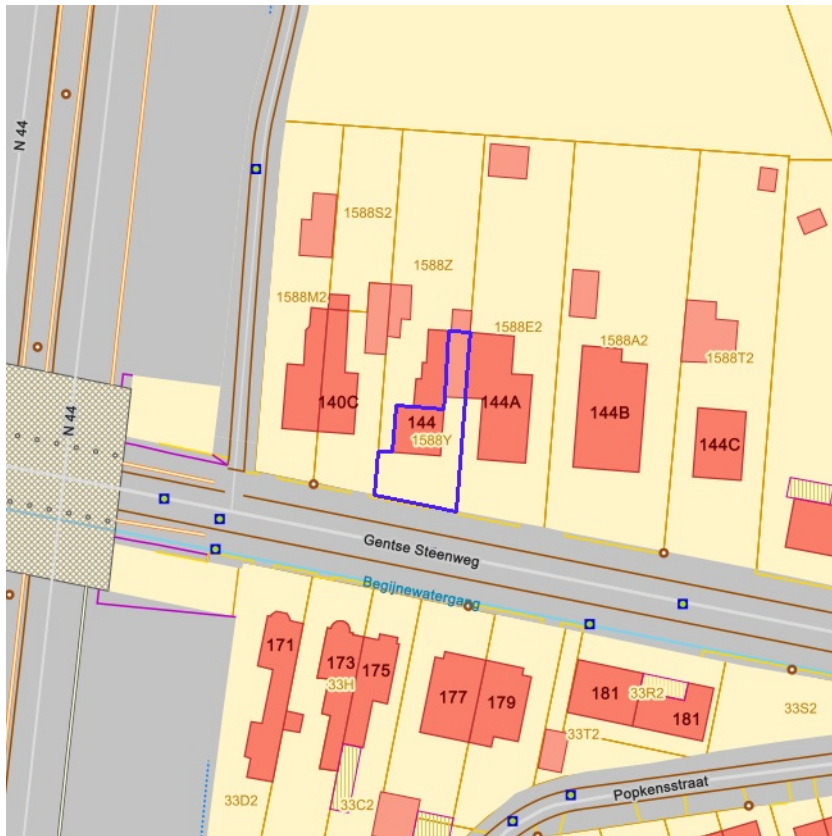 N 44
1588S2
1588Z
1588M2
1588E2
1588A2
1588T2
140C
144
1588Y
144A
144B
144C
N 44
Gentse Steenweg
Begijnewatergang
171
173
175
33H
177
179
181
33R2
181
33S2
33T2
33D2
33C2
Popkensstraat